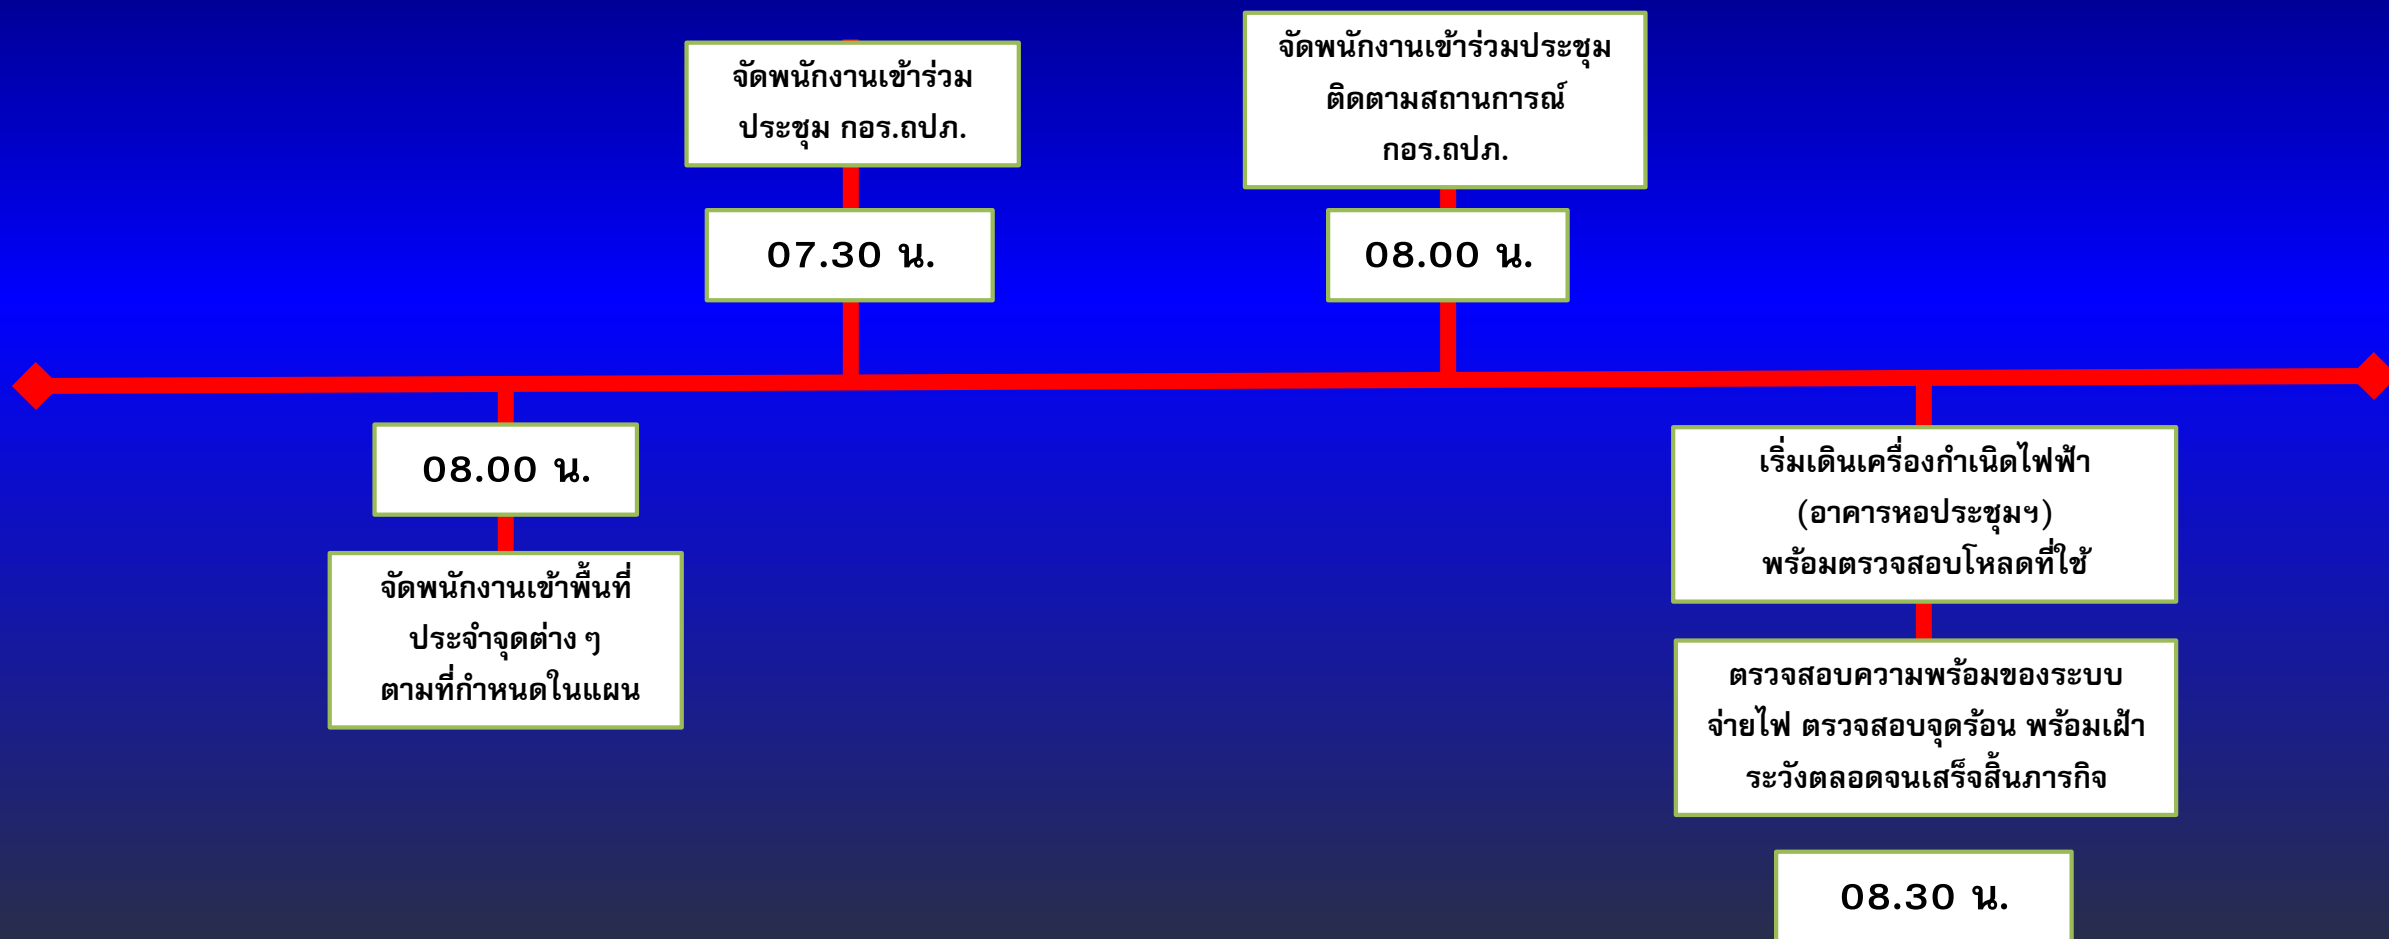 จัดพนักงานเข้าร่วม
ประชุม กอร.ถปภ.
07.30 น.
จัดพนักงานเข้าร่วมประชุม
ติดตามสถานการณ์
กอร.ถปภ.
08.00 น.
08.00 น.
จัดพนักงานเข้าพื้นที่
ประจำจุดต่าง ๆ
ตามที่กำหนดในแผน
เริ่มเดินเครื่องกำเนิดไฟฟ้า
(อาคารหอประชุมฯ)
พร้อมตรวจสอบโหลดที่ใช้
ตรวจสอบความพร้อมของระบบ
จ่ายไฟ ตรวจสอบจุดร้อน พร้อมเฝ้า
ระวังตลอดจนเสร็จสิ้นภารกิจ
08.30 น.